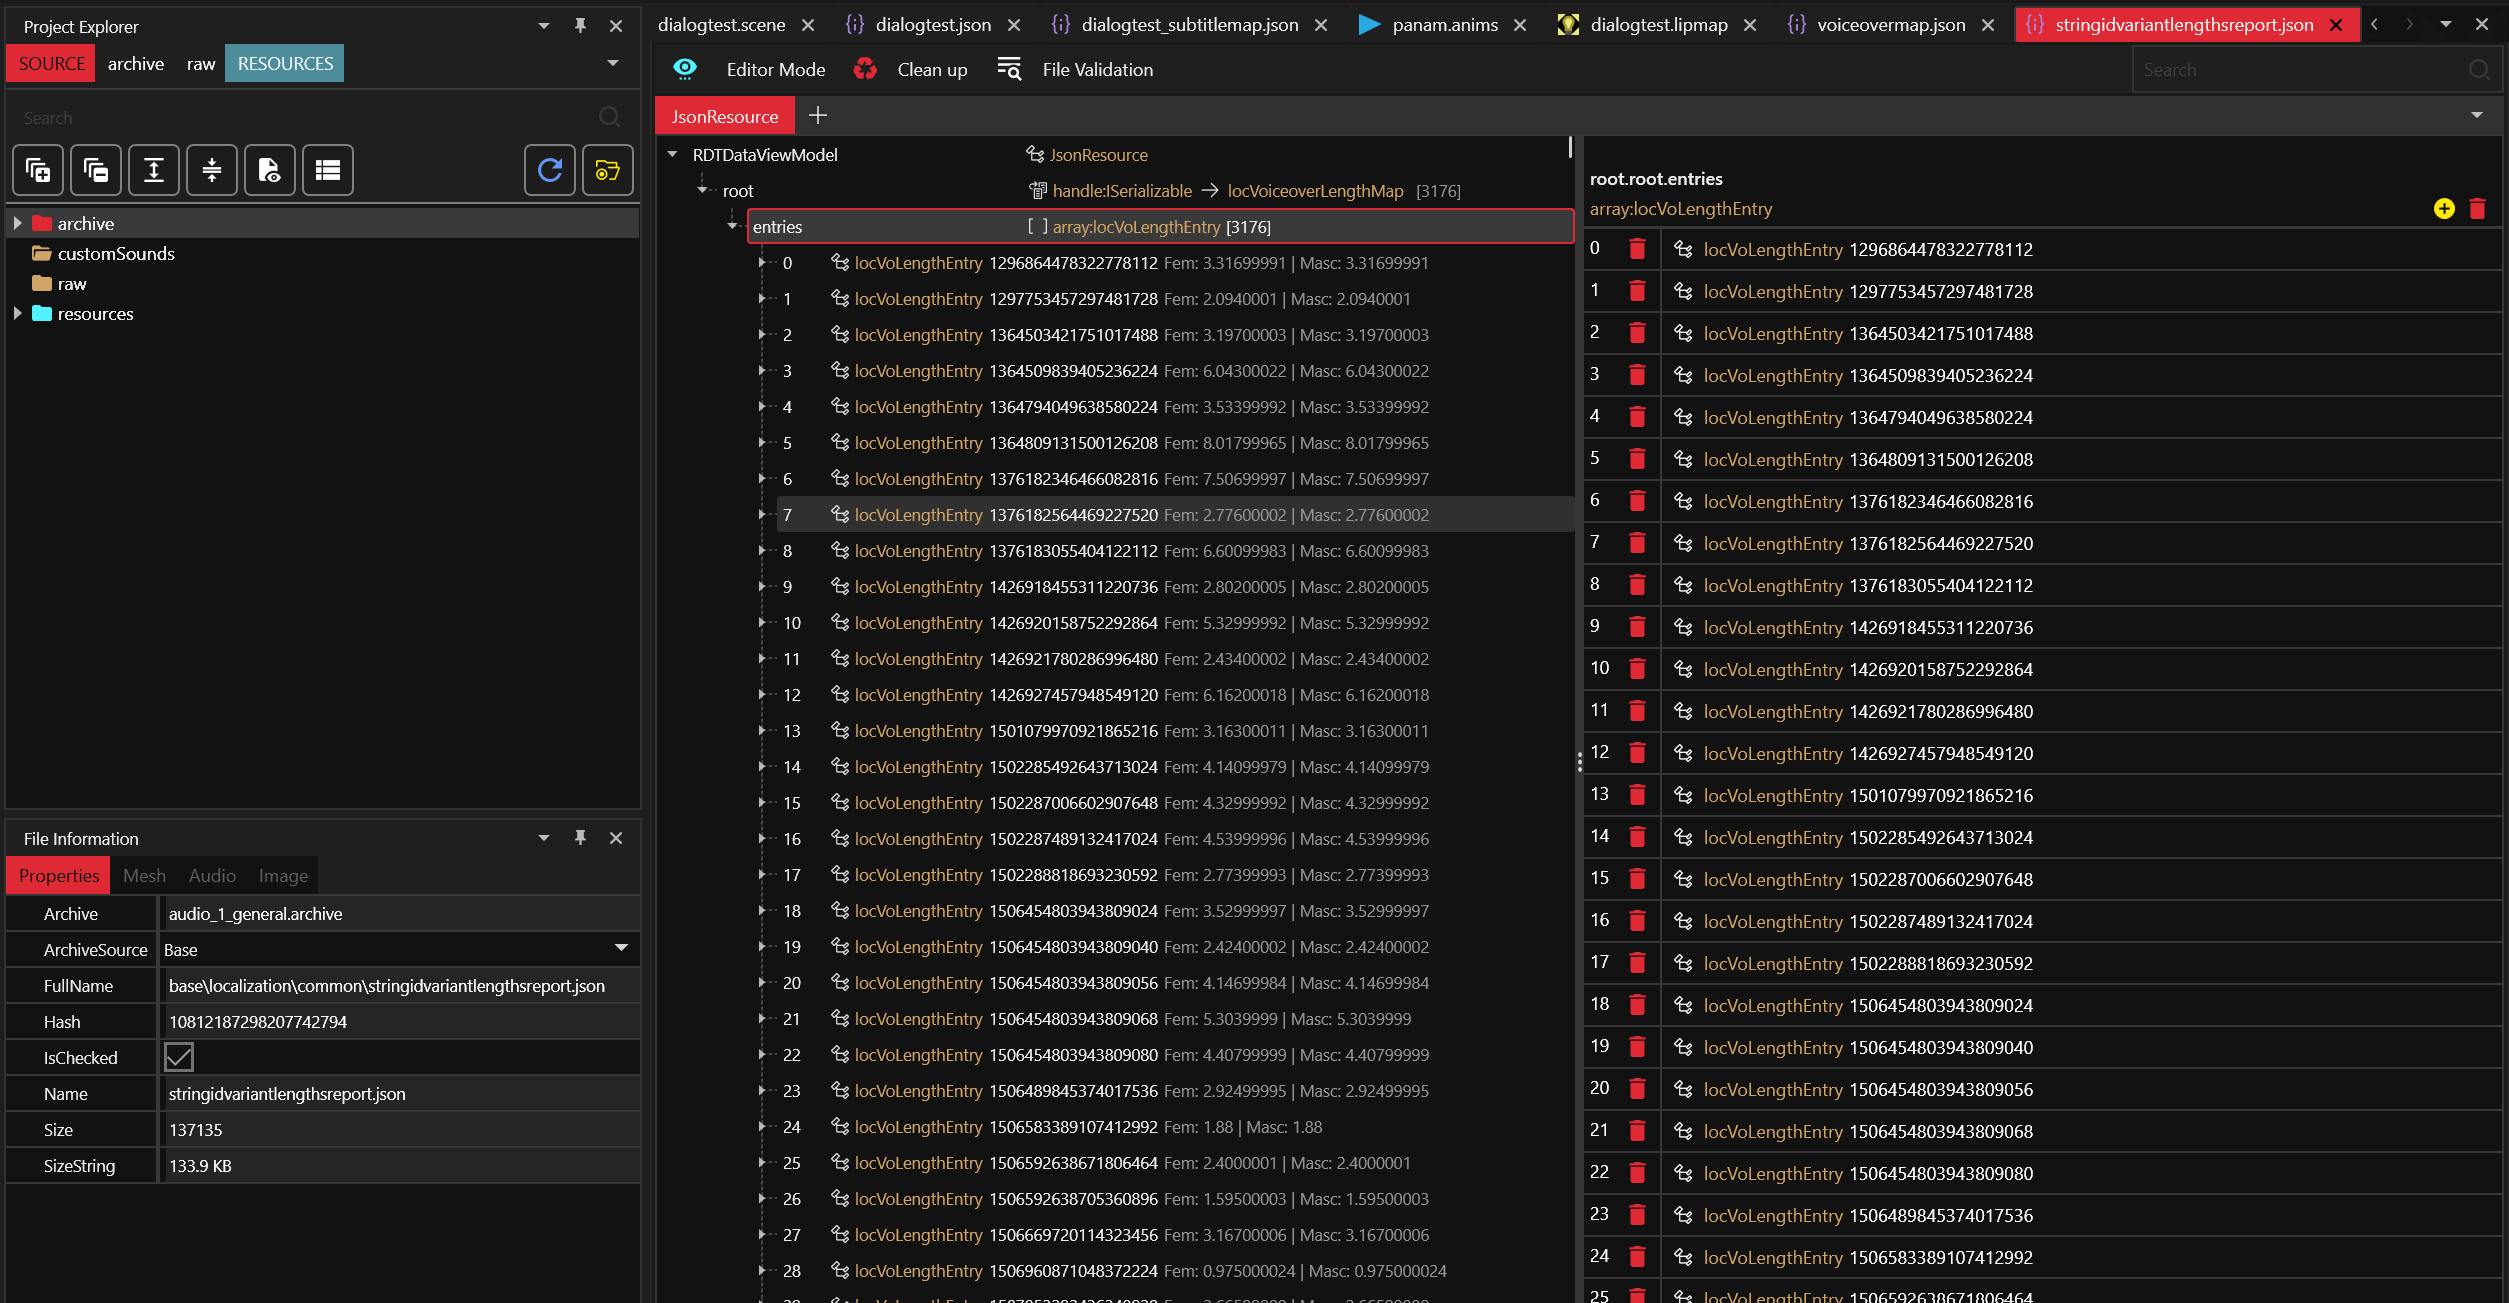 Project Explorer
SOURCE archive raw RESOURCES
Search
archive
customSounds
raw
resources
File Information
Properties Mesh Audio Image
Archive audio_1_general.archive
ArchiveSource Base
FullName base\localization\common\stringidvariantlengthsreport.json
Hash 10812187298207742794
IsChecked
Name stringidvariantlengthsreport.json
Size 137135
SizeString 133.9 KB
dialogtest.scene dialogtest.json dialogtest_subtitlemap.json panam.anims dialogtest.lipmap voiceovermap.json stringidvariantlengthsreport.json
Editor Mode Clean up File Validation Search
JsonResource
RDTDataViewModel JsonResource
root handle:ISerializable → locVoiceoverLengthMap [3176]
entries [ ] array:locVoLengthEntry [3176]
0 locVoLengthEntry 1296864478322778112 Fem: 3.31699991 | Masc: 3.31699991
1 locVoLengthEntry 1297753457297481728 Fem: 2.0940001 | Masc: 2.0940001
2 locVoLengthEntry 1364503421751017488 Fem: 3.19700003 | Masc: 3.19700003
3 locVoLengthEntry 1364509839405236224 Fem: 6.04300022 | Masc: 6.04300022
4 locVoLengthEntry 1364794049638580224 Fem: 3.53399992 | Masc: 3.53399992
5 locVoLengthEntry 1364809131500126208 Fem: 8.01799965 | Masc: 8.01799965
6 locVoLengthEntry 1376182346466082816 Fem: 7.50699997 | Masc: 7.50699997
7 locVoLengthEntry 1376182564469227520 Fem: 2.77600002 | Masc: 2.77600002
8 locVoLengthEntry 1376183055404122112 Fem: 6.60099983 | Masc: 6.60099983
9 locVoLengthEntry 1426918455311220736 Fem: 2.80200005 | Masc: 2.80200005
10 locVoLengthEntry 1426920158752292864 Fem: 5.32999992 | Masc: 5.32999992
11 locVoLengthEntry 1426921780286996480 Fem: 2.43400002 | Masc: 2.43400002
12 locVoLengthEntry 1426927457948549120 Fem: 6.16200018 | Masc: 6.16200018
13 locVoLengthEntry 1501079970921865216 Fem: 3.16300011 | Masc: 3.16300011
14 locVoLengthEntry 1502285492643713024 Fem: 4.14099979 | Masc: 4.14099979
15 locVoLengthEntry 1502287006602907648 Fem: 4.32999992 | Masc: 4.32999992
16 locVoLengthEntry 1502287489132417024 Fem: 4.53999996 | Masc: 4.53999996
17 locVoLengthEntry 1502288818693230592 Fem: 2.77399993 | Masc: 2.77399993
18 locVoLengthEntry 1506454803943809024 Fem: 3.52999997 | Masc: 3.52999997
19 locVoLengthEntry 1506454803943809040 Fem: 2.42400002 | Masc: 2.42400002
20 locVoLengthEntry 1506454803943809056 Fem: 4.14699984 | Masc: 4.14699984
21 locVoLengthEntry 1506454803943809068 Fem: 5.3039999 | Masc: 5.3039999
22 locVoLengthEntry 1506454803943809080 Fem: 4.40799999 | Masc: 4.40799999
23 locVoLengthEntry 1506489845374017536 Fem: 2.92499995 | Masc: 2.92499995
24 locVoLengthEntry 1506583389107412992 Fem: 1.88 | Masc: 1.88
25 locVoLengthEntry 1506592638671806464 Fem: 2.4000001 | Masc: 2.4000001
26 locVoLengthEntry 1506592638705360896 Fem: 1.59500003 | Masc: 1.59500003
27 locVoLengthEntry 1506669720114323456 Fem: 3.16700006 | Masc: 3.16700006
28 locVoLengthEntry 1506960871048372224 Fem: 0.975000024 | Masc: 0.975000024
root.root.entries
array:locVoLengthEntry
0 locVoLengthEntry 1296864478322778112
1 locVoLengthEntry 1297753457297481728
2 locVoLengthEntry 1364503421751017488
3 locVoLengthEntry 1364509839405236224
4 locVoLengthEntry 1364794049638580224
5 locVoLengthEntry 1364809131500126208
6 locVoLengthEntry 1376182346466082816
7 locVoLengthEntry 1376182564469227520
8 locVoLengthEntry 1376183055404122112
9 locVoLengthEntry 1426918455311220736
10 locVoLengthEntry 1426920158752292864
11 locVoLengthEntry 1426921780286996480
12 locVoLengthEntry 1426927457948549120
13 locVoLengthEntry 1501079970921865216
14 locVoLengthEntry 1502285492643713024
15 locVoLengthEntry 1502287006602907648
16 locVoLengthEntry 1502287489132417024
17 locVoLengthEntry 1502288818693230592
18 locVoLengthEntry 1506454803943809024
19 locVoLengthEntry 1506454803943809040
20 locVoLengthEntry 1506454803943809056
21 locVoLengthEntry 1506454803943809068
22 locVoLengthEntry 1506454803943809080
23 locVoLengthEntry 1506489845374017536
24 locVoLengthEntry 1506583389107412992
25 locVoLengthEntry 1506592638671806464